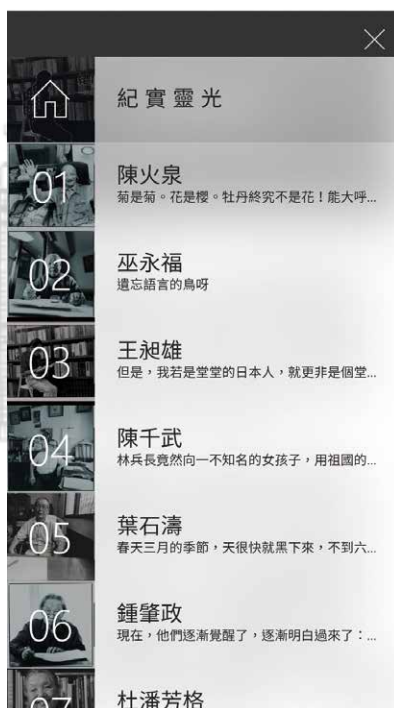 紀實靈光
01
陳火泉
菊是菊。花是櫻。牡丹終究不是花！能大呼...
02
巫永福
遺忘語言的鳥呀
03
王昶雄
但是，我若是堂堂的日本人，就更非是個堂...
04
陳千武
林兵長竟然向一不知名的女孩子，用祖國的...
05
葉石濤
春天三月的季節，天很快就黑下來，不到六...
06
鍾肇政
現在，他們逐漸覺醒了，逐漸明白過來了：...
07
杜潘芳格